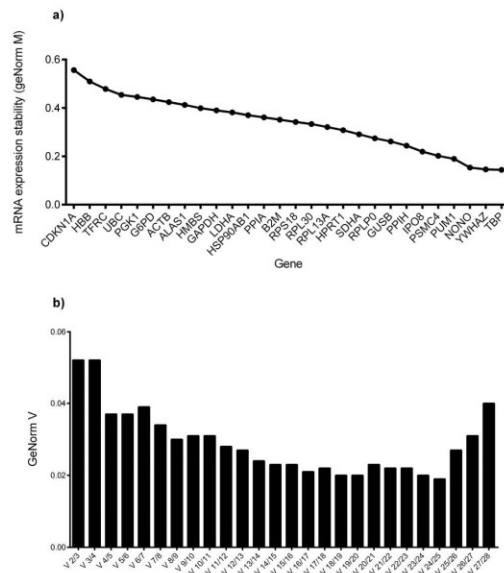 a)
mRNA expression stability (geNorm M)
0.6
0.4
0.2
0.0
CDKN1A
HBB
TFRC
UBC
PGK1
G6PD
ACTB
ALAS1
HMBS
GAPDH
LDHA
HSP90AB1
PPIA
B2M
RPS18
RPL30
RPL13A
HPRT1
SDHA
RPLP0
GUSB
PPIH
IPO8
PSMC4
PUM1
NONO
YWHAZ
TBP
Gene
b)
GeNorm V
0.06
0.04
0.02
0.00
V 2/3
V 3/4
V 4/5
V 5/6
V 6/7
V 7/8
V 8/9
V 9/10
V 10/11
V 11/12
V 12/13
V 13/14
V 14/15
V 15/16
V 16/17
V 17/18
V 18/19
V 19/20
V 20/21
V 21/22
V 22/23
V 23/24
V 24/25
V 25/26
V 26/27
V 27/28